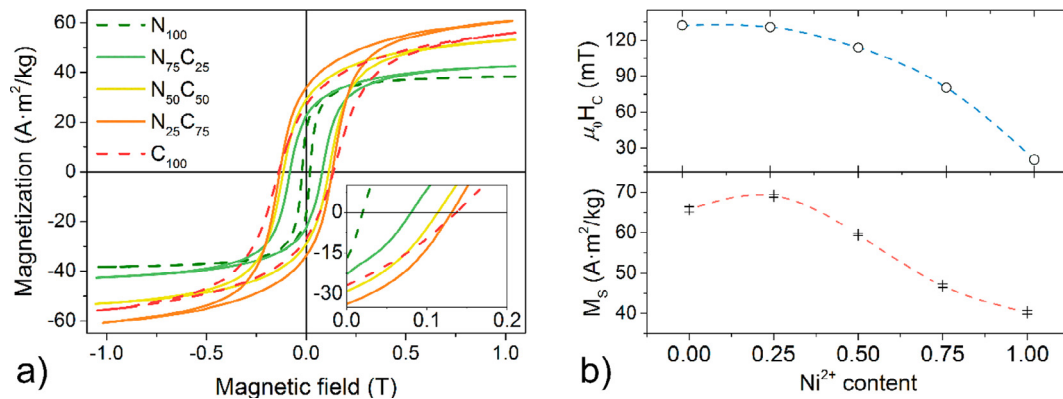 Magnetization (A·m²/kg)
60
40
20
0
-20
-40
-60
N₁₀₀
N₇₅C₂₅
N₅₀C₅₀
N₂₅C₇₅
C₁₀₀
0
-15
-30
0.0 0.1 0.2
-1.0 -0.5 0.0 0.5 1.0
Magnetic field (T)
a)
μ₀H_C (mT)
120
90
60
30
M_S (A·m²/kg)
70
60
50
40
0.00 0.25 0.50 0.75 1.00
Ni²⁺ content
b)